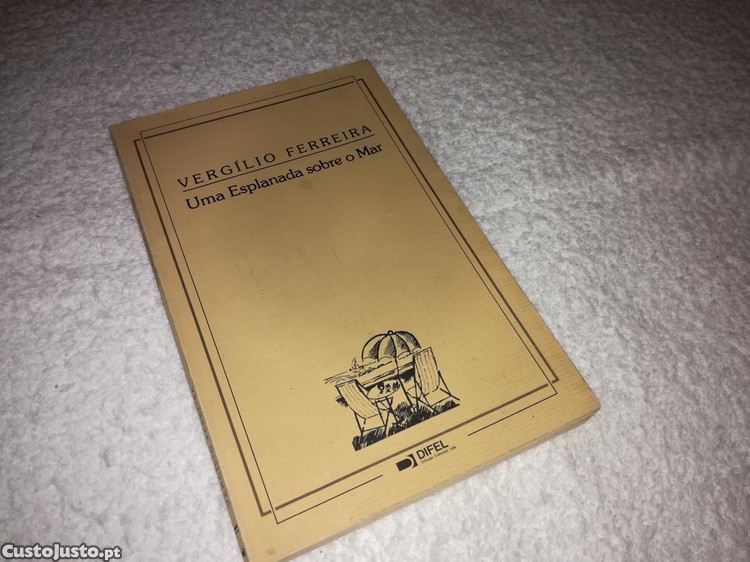 VERGÍLIO FERREIRA
Uma Esplanada sobre o Mar
DIFEL
CustoJusto.pt